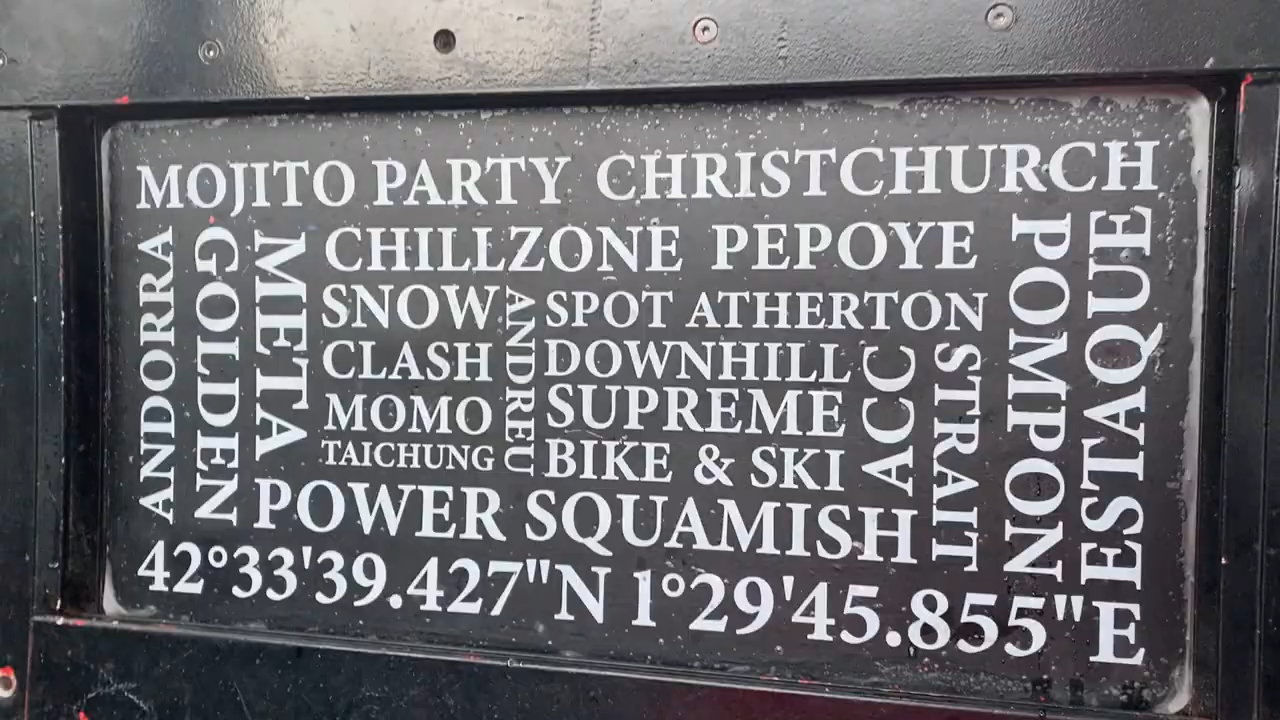 MOJITO PARTY CHRISTCHURCH
ANDORRA
GOLDEN
META
CHILLZONE PEPOYE
SNOW
CLASH
MOMO
TAICHUNG
ANDREU
SPOT ATHERTON
DOWNHILL
SUPREME
BIKE & SKI
ACC
STRAIT
POMPON
ESTAQUE
POWER SQUAMISH
42°33'39.427"N 1°29'45.855"E